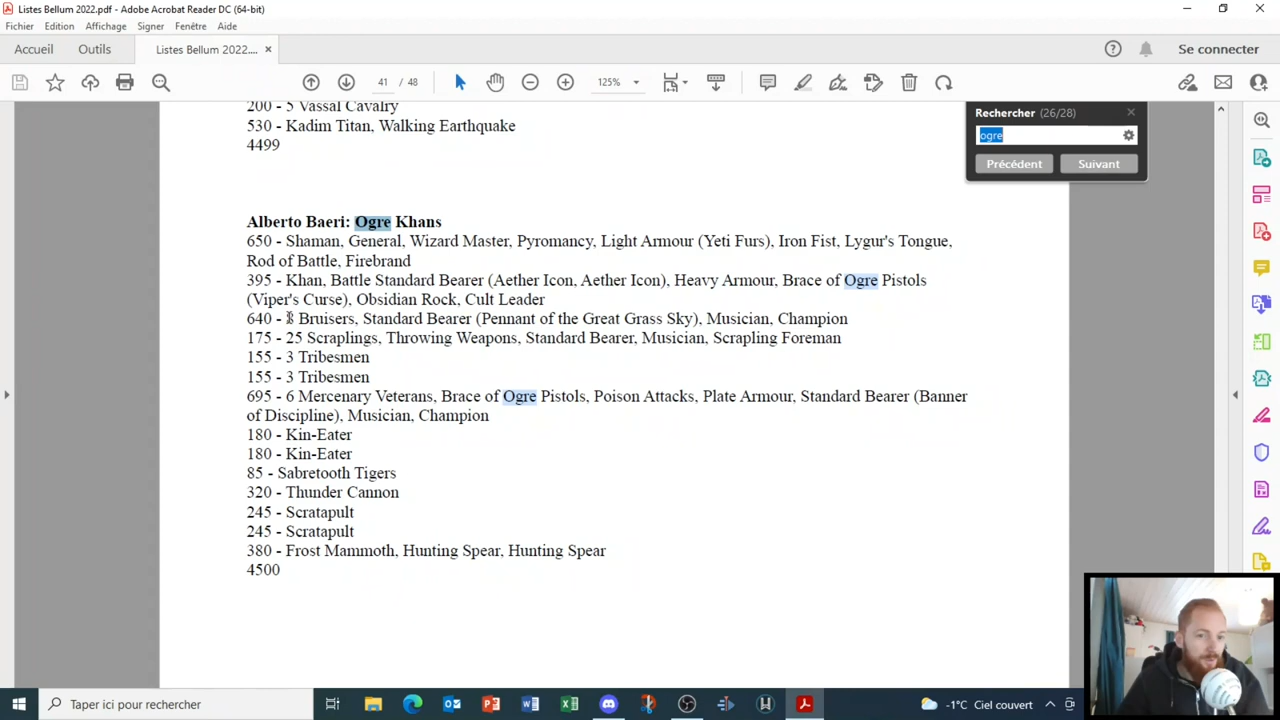 Listes Bellum 2022.pdf - Adobe Acrobat Reader DC (64-bit)
Fichier Edition Affichage Signer Fenêtre Aide
Accueil Outils Listes Bellum 2022.... × Se connecter
41 / 48 125%
Rechercher (26/28)
ogre
Précédent Suivant
200 - 5 Vassal Cavalry
530 - Kadim Titan, Walking Earthquake
4499
Alberto Baeri: Ogre Khans
650 - Shaman, General, Wizard Master, Pyromancy, Light Armour (Yeti Furs), Iron Fist, Lygur's Tongue,
Rod of Battle, Firebrand
395 - Khan, Battle Standard Bearer (Aether Icon, Aether Icon), Heavy Armour, Brace of Ogre Pistols
(Viper's Curse), Obsidian Rock, Cult Leader
640 - Bruisers, Standard Bearer (Pennant of the Great Grass Sky), Musician, Champion
175 - 25 Scraplings, Throwing Weapons, Standard Bearer, Musician, Scrapling Foreman
155 - 3 Tribesmen
155 - 3 Tribesmen
695 - 6 Mercenary Veterans, Brace of Ogre Pistols, Poison Attacks, Plate Armour, Standard Bearer (Banner
of Discipline), Musician, Champion
180 - Kin-Eater
180 - Kin-Eater
85 - Sabretooth Tigers
320 - Thunder Cannon
245 - Scratapult
245 - Scratapult
380 - Frost Mammoth, Hunting Spear, Hunting Spear
4500
Taper ici pour rechercher
-1°C Ciel couvert